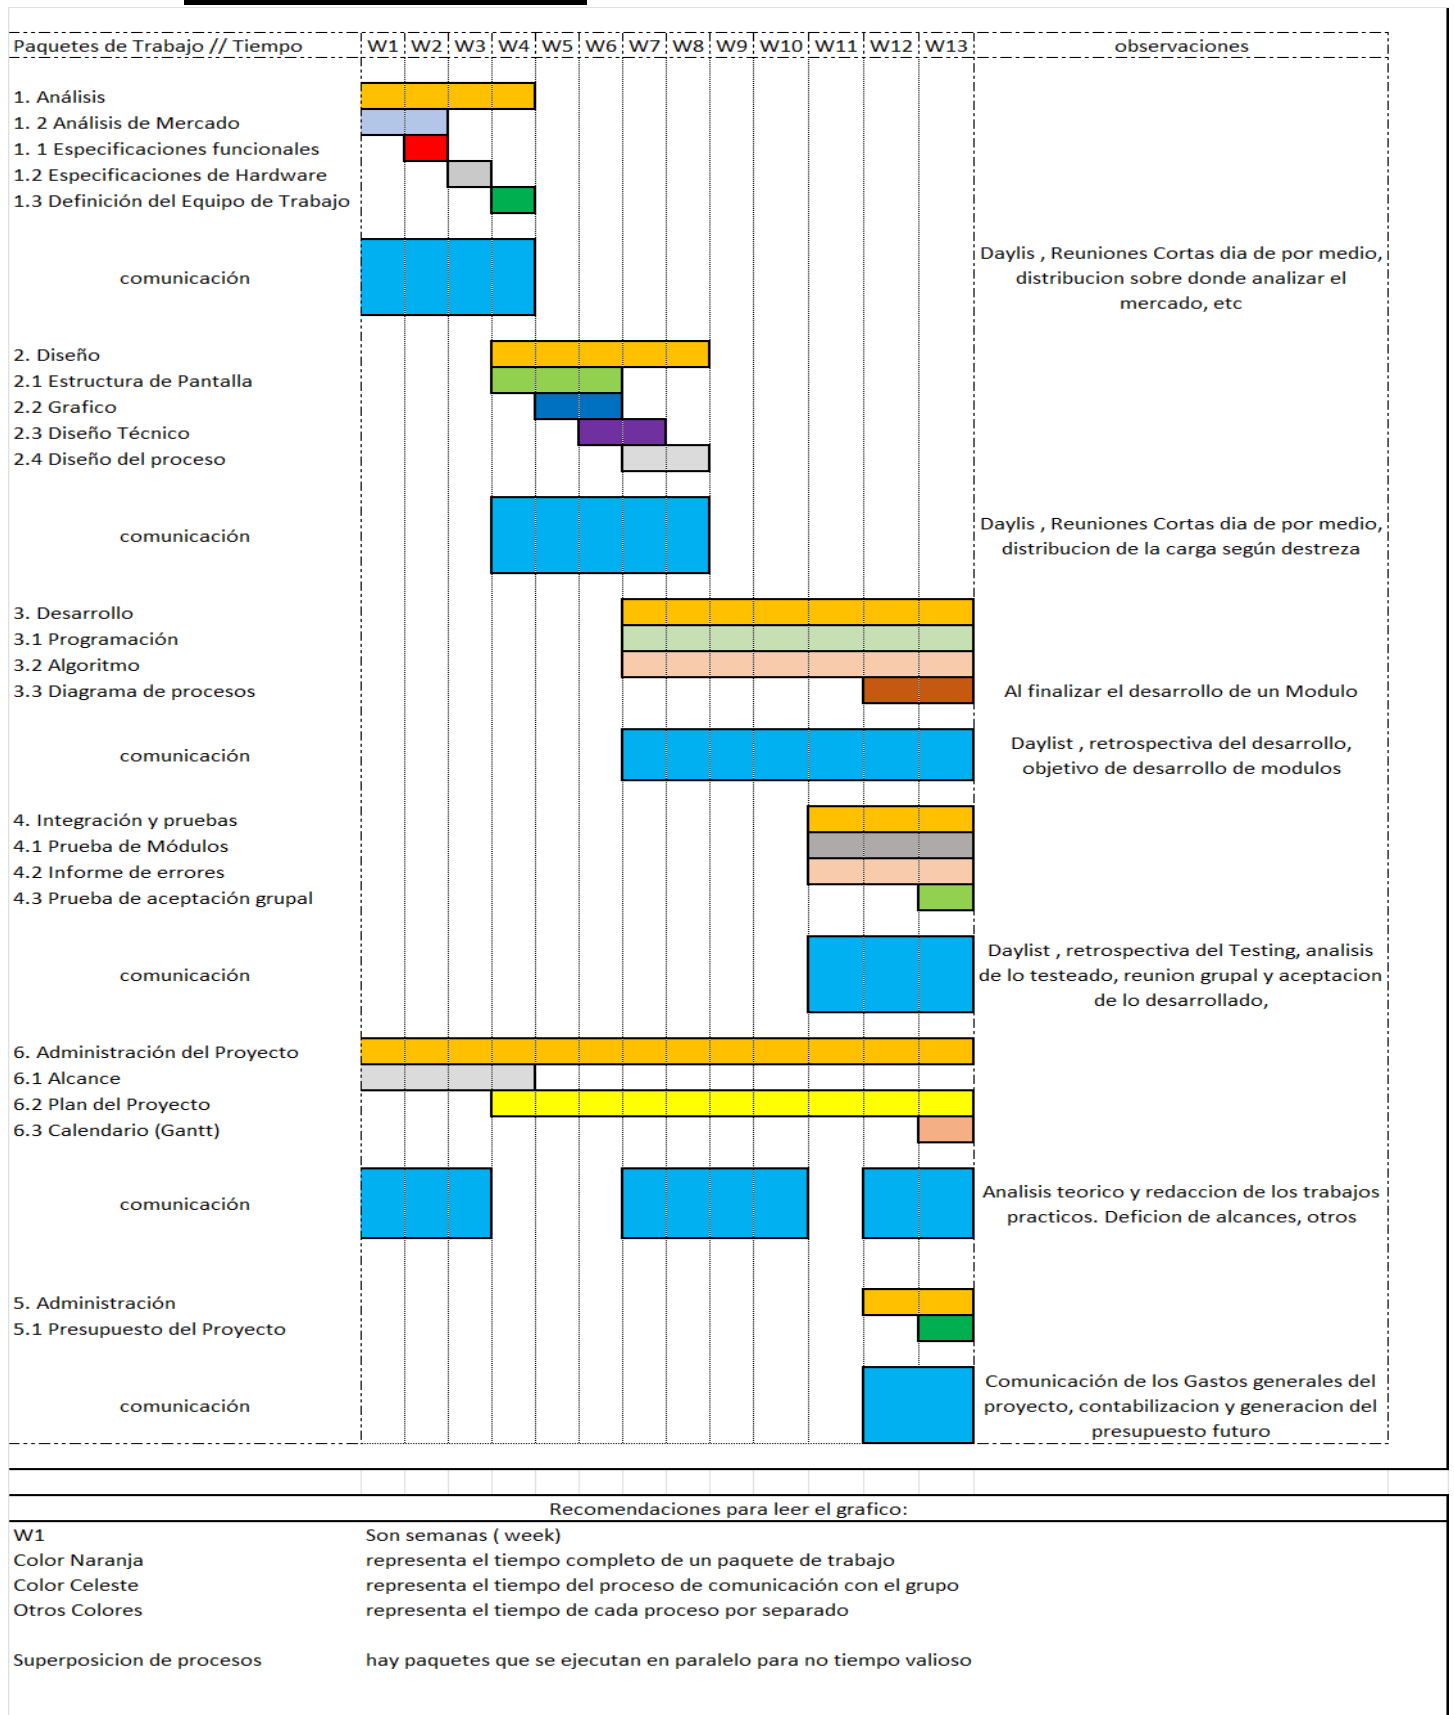 Paquetes de Trabajo // Tiempo W1 W2 W3 W4 W5 W6 W7 W8 W9 W10 W11 W12 W13 observaciones
1. Análisis
1. 2 Análisis de Mercado
1. 1 Especificaciones funcionales
1.2 Especificaciones de Hardware
1.3 Definición del Equipo de Trabajo
comunicación
Daylis , Reuniones Cortas dia de por medio,
distribucion sobre donde analizar el
mercado, etc
2. Diseño
2.1 Estructura de Pantalla
2.2 Grafico
2.3 Diseño Técnico
2.4 Diseño del proceso
comunicación
Daylis , Reuniones Cortas dia de por medio,
distribucion de la carga según destreza
3. Desarrollo
3.1 Programación
3.2 Algoritmo
3.3 Diagrama de procesos Al finalizar el desarrollo de un Modulo
comunicación
Daylist , retrospectiva del desarrollo,
objetivo de desarrollo de modulos
4. Integración y pruebas
4.1 Prueba de Módulos
4.2 Informe de errores
4.3 Prueba de aceptación grupal
comunicación
Daylist , retrospectiva del Testing, analisis
de lo testeado, reunion grupal y aceptacion
de lo desarrollado,
6. Administración del Proyecto
6.1 Alcance
6.2 Plan del Proyecto
6.3 Calendario (Gantt)
comunicación
Analisis teorico y redaccion de los trabajos
practicos. Deficion de alcances, otros
5. Administración
5.1 Presupuesto del Proyecto
comunicación
Comunicación de los Gastos generales del
proyecto, contabilizacion y generacion del
presupuesto futuro
Recomendaciones para leer el grafico:
W1 Son semanas ( week)
Color Naranja representa el tiempo completo de un paquete de trabajo
Color Celeste representa el tiempo del proceso de comunicación con el grupo
Otros Colores representa el tiempo de cada proceso por separado
Superposicion de procesos hay paquetes que se ejecutan en paralelo para no tiempo valioso